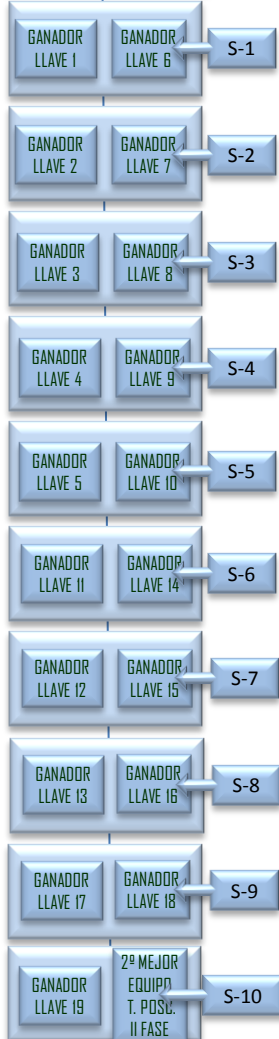 GANADOR
LLAVE 1
GANADOR
LLAVE 6
S-1
GANADOR
LLAVE 2
GANADOR
LLAVE 7
S-2
GANADOR
LLAVE 3
GANADOR
LLAVE 8
S-3
GANADOR
LLAVE 4
GANADOR
LLAVE 9
S-4
GANADOR
LLAVE 5
GANADOR
LLAVE 10
S-5
GANADOR
LLAVE 11
GANADOR
LLAVE 14
S-6
GANADOR
LLAVE 12
GANADOR
LLAVE 15
S-7
GANADOR
LLAVE 13
GANADOR
LLAVE 16
S-8
GANADOR
LLAVE 17
GANADOR
LLAVE 18
S-9
GANADOR
LLAVE 19
2º MEJOR
EQUIPO
T. POSC.
II FASE
S-10